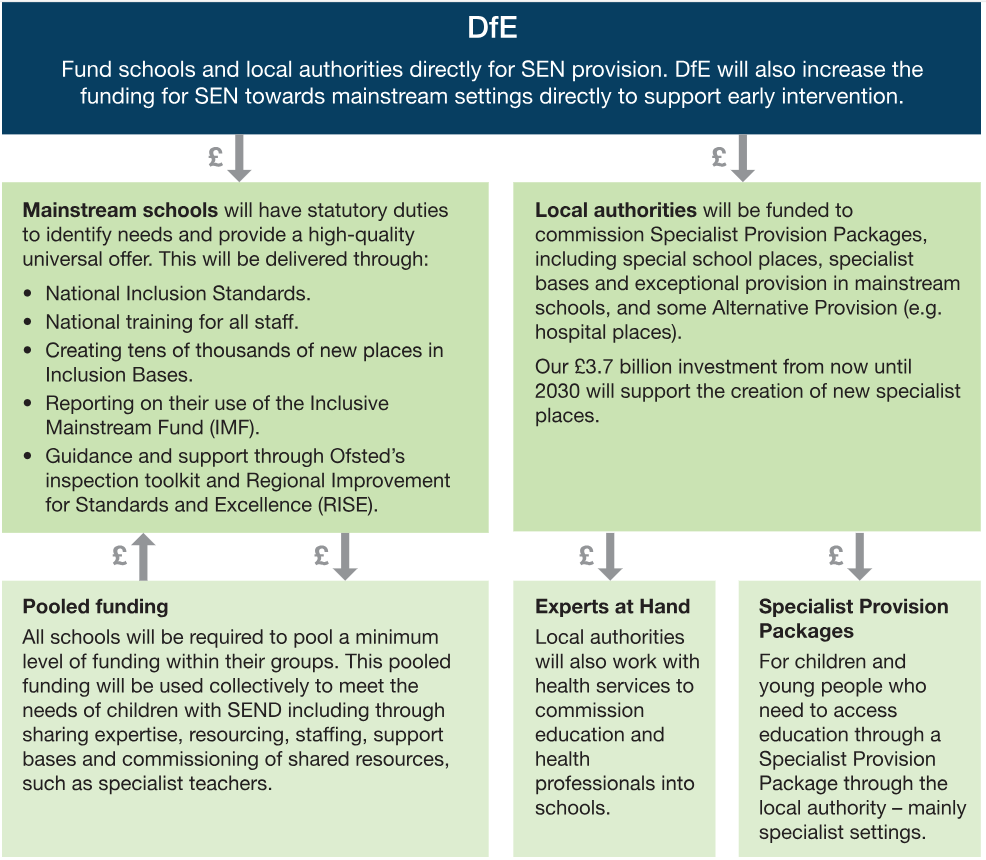 DfE
Fund schools and local authorities directly for SEN provision. DfE will also increase the
funding for SEN towards mainstream settings directly to support early intervention.
£
£
Mainstream schools will have statutory duties
to identify needs and provide a high-quality
universal offer. This will be delivered through:
• National Inclusion Standards.
• National training for all staff.
• Creating tens of thousands of new places in
Inclusion Bases.
• Reporting on their use of the Inclusive
Mainstream Fund (IMF).
• Guidance and support through Ofsted’s
inspection toolkit and Regional Improvement
for Standards and Excellence (RISE).
Local authorities will be funded to
commission Specialist Provision Packages,
including special school places, specialist
bases and exceptional provision in mainstream
schools, and some Alternative Provision (e.g.
hospital places).
Our £3.7 billion investment from now until
2030 will support the creation of new specialist
places.
£
£
£
£
Pooled funding
All schools will be required to pool a minimum
level of funding within their groups. This pooled
funding will be used collectively to meet the
needs of children with SEND including through
sharing expertise, resourcing, staffing, support
bases and commissioning of shared resources,
such as specialist teachers.
Experts at Hand
Local authorities
will also work with
health services to
commission
education and
health
professionals into
schools.
Specialist Provision
Packages
For children and
young people who
need to access
education through a
Specialist Provision
Package through the
local authority – mainly
specialist settings.